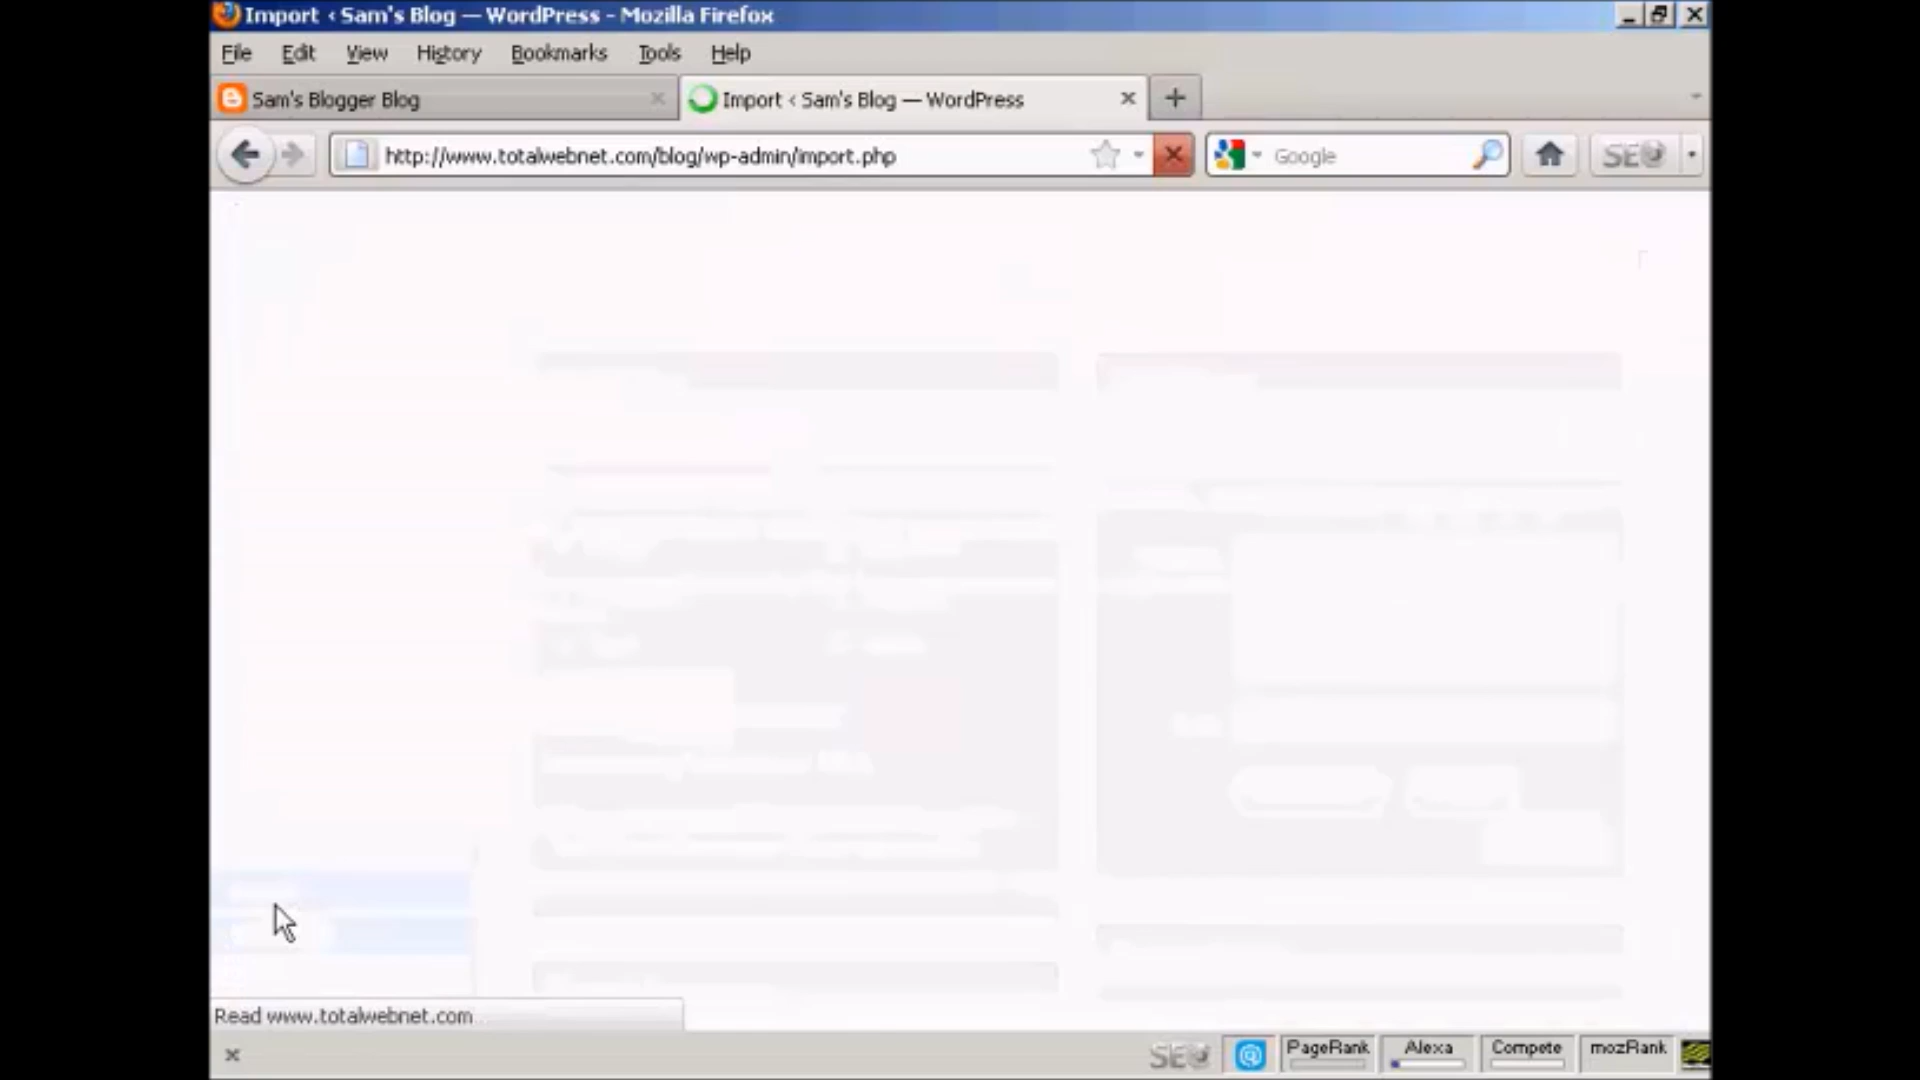 Import ‹ Sam's Blog — WordPress - Mozilla Firefox
File Edit View History Bookmarks Tools Help
Sam's Blogger Blog
Import ‹ Sam's Blog — WordPress
http://www.totalwebnet.com/blog/wp-admin/import.php
Google
SEO
Read www.totalwebnet.com
SEO
PageRank
Alexa
Compete
mozRank